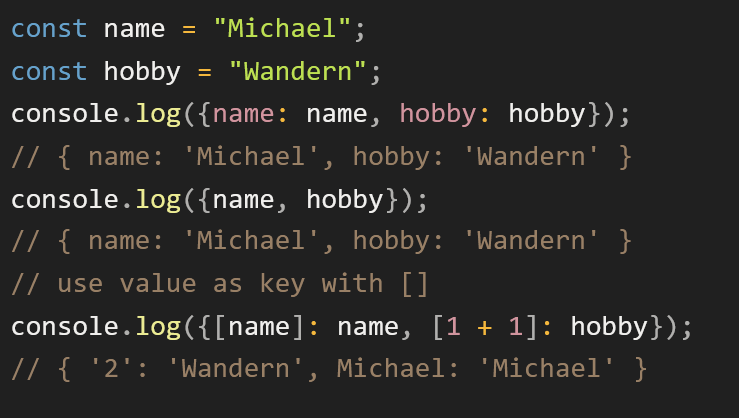 const name = "Michael";
const hobby = "Wandern";
console.log({name: name, hobby: hobby});
// { name: 'Michael', hobby: 'Wandern' }
console.log({name, hobby});
// { name: 'Michael', hobby: 'Wandern' }
// use value as key with []
console.log({[name]: name, [1 + 1]: hobby});
// { '2': 'Wandern', Michael: 'Michael' }